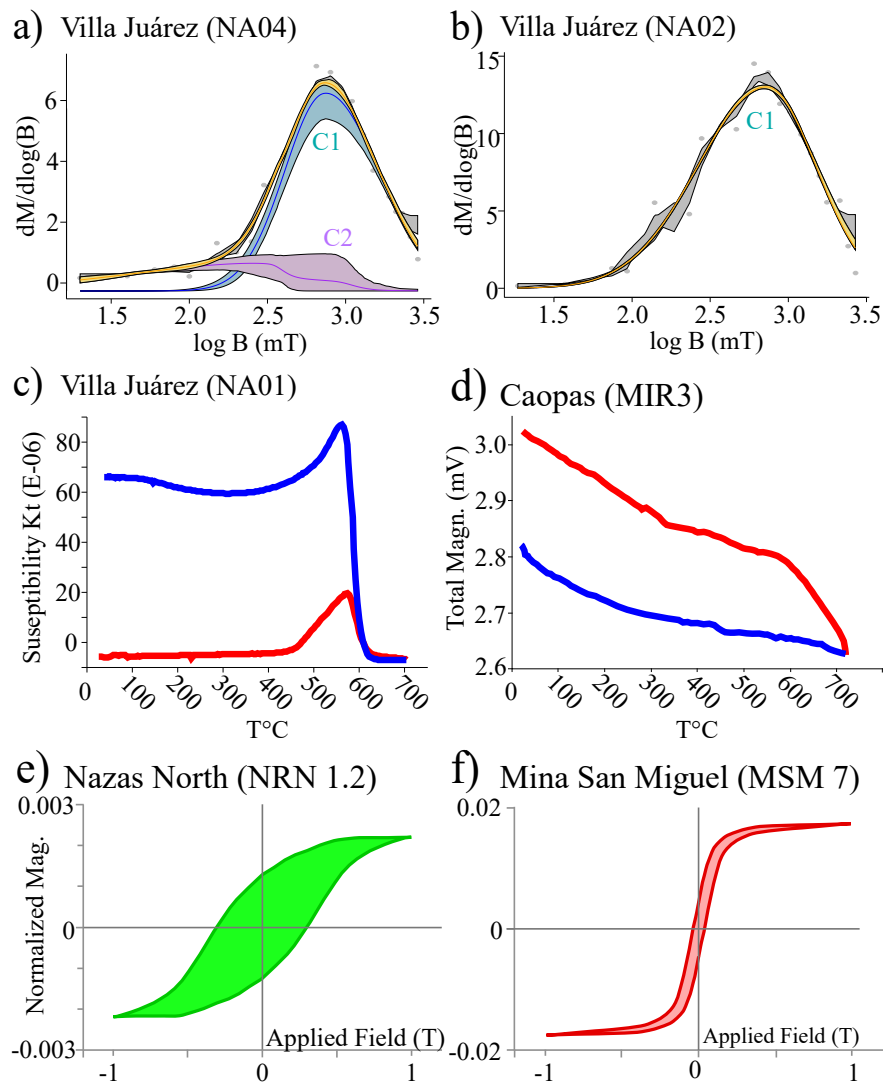 a) Villa Juárez (NA04)
b) Villa Juárez (NA02)
dM/dlog(B)
6
4
2
0
C1
C2
2.0
2.5
3.0
3.5
log B (mT)
dM/dlog(B)
15
10
5
0
C1
1.5
2.0
2.5
3.0
3.5
log B (mT)
c) Villa Juárez (NA01)
d) Caopas (MIR3)
Suseptibility Kt (E-06)
80
60
40
20
0
0
100
200
300
400
500
600
700
T°C
Total Magn. (mV)
3.0
2.9
2.8
2.7
2.6
0
100
200
300
400
500
600
700
T°C
e) Nazas North (NRN 1.2)
f) Mina San Miguel (MSM 7)
Normalized Mag.
0.003
0
-0.003
Applied Field (T)
-1
0
1
0.02
0
-0.02
Applied Field (T)
-1
0
1